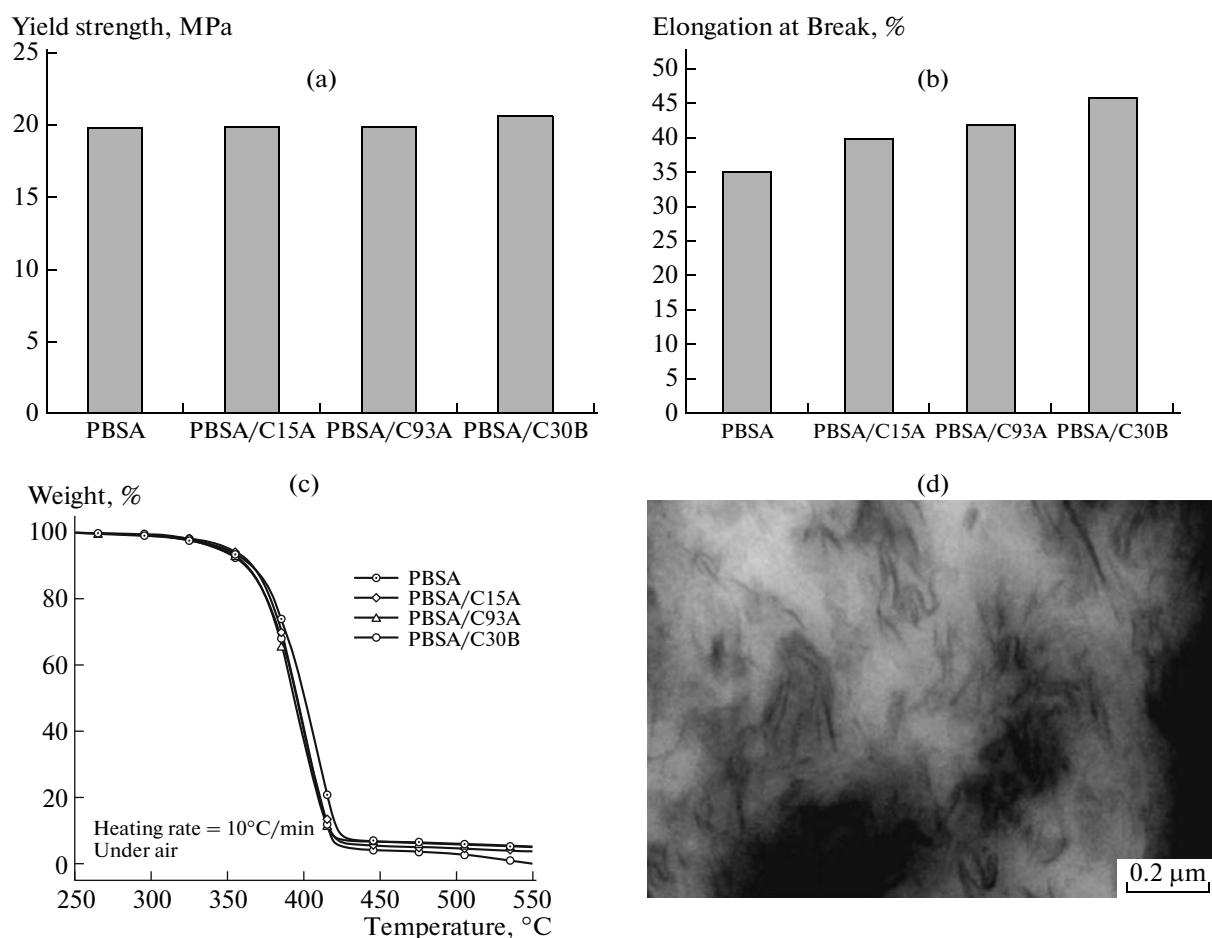 Yield strength, MPa
(a)
25
20
15
10
5
0
PBSA PBSA/C15A PBSA/C93A PBSA/C30B
Elongation at Break, %
(b)
50
45
40
35
30
25
20
15
10
5
0
PBSA PBSA/C15A PBSA/C93A PBSA/C30B
(c)
Weight, %
100
80
60
40
20
0
PBSA
PBSA/C15A
PBSA/C93A
PBSA/C30B
Heating rate = 10°C/min
Under air
250 300 350 400 450 500 550
Temperature, °C
(d)
0.2 μm